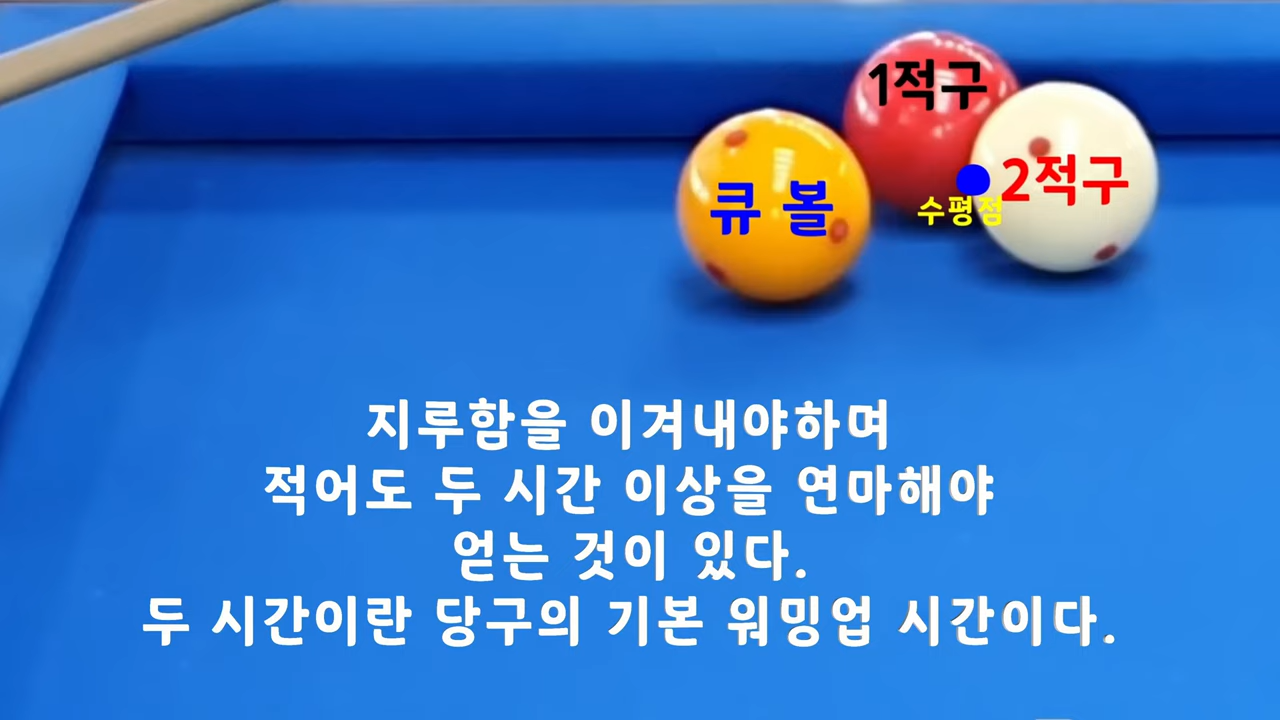 1적구
큐 볼
2적구
수평점
지루함을 이겨내야하며
적어도 두 시간 이상을 연마해야
얻는 것이 있다.
두 시간이란 당구의 기본 워밍업 시간이다.